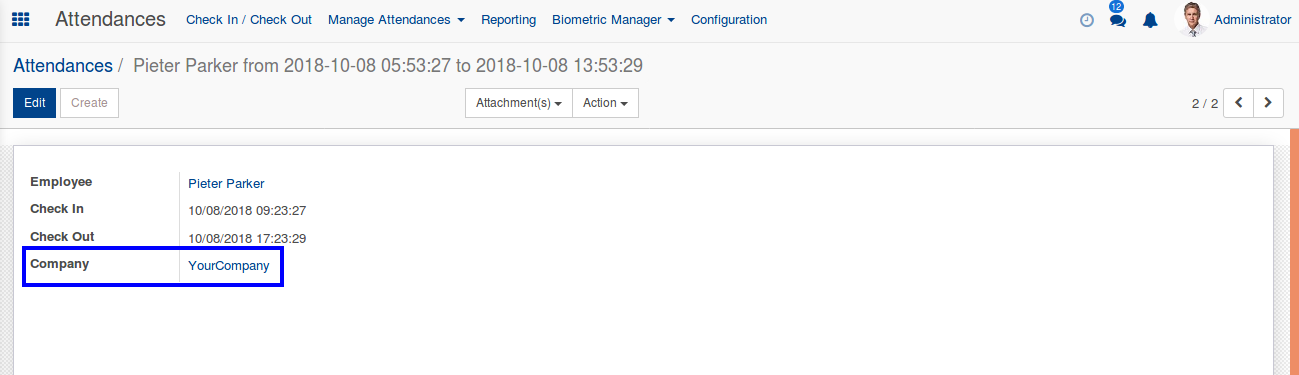 Attendances Check In / Check Out Manage Attendances Reporting Biometric Manager Configuration 12 Administrator
Attendances / Pieter Parker from 2018-10-08 05:53:27 to 2018-10-08 13:53:29
Edit Create Attachment(s) Action 2 / 2
Employee Pieter Parker
Check In 10/08/2018 09:23:27
Check Out 10/08/2018 17:23:29
Company YourCompany